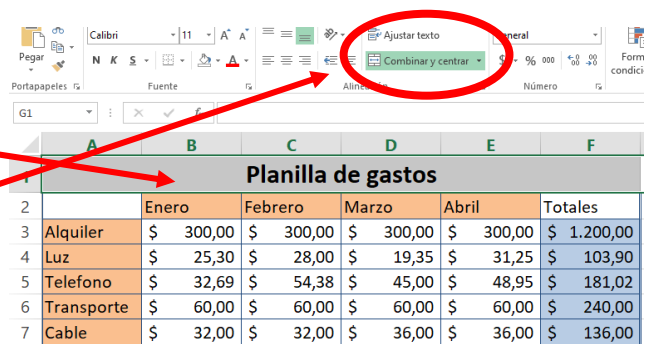 Calibri 11 A A Ajustar texto General
Pegar N K S A Combinar y centrar $ % 000 Form
condici
Portapapeles Fuente Número
G1
A B C D E F
1 Planilla de gastos
2 Enero Febrero Marzo Abril Totales
3 Alquiler $ 300,00 $ 300,00 $ 300,00 $ 300,00 $ 1.200,00
4 Luz $ 25,30 $ 28,00 $ 19,35 $ 31,25 $ 103,90
5 Telefono $ 32,69 $ 54,38 $ 45,00 $ 48,95 $ 181,02
6 Transporte $ 60,00 $ 60,00 $ 60,00 $ 60,00 $ 240,00
7 Cable $ 32,00 $ 32,00 $ 36,00 $ 36,00 $ 136,00